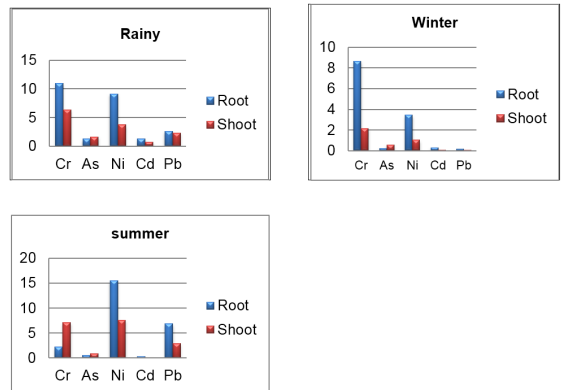 Rainy
15
10
5
0
Cr As Ni Cd Pb
Root
Shoot
Winter
10
8
6
4
2
0
Cr As Ni Cd Pb
Root
Shoot
summer
20
15
10
5
0
Cr As Ni Cd Pb
Root
Shoot